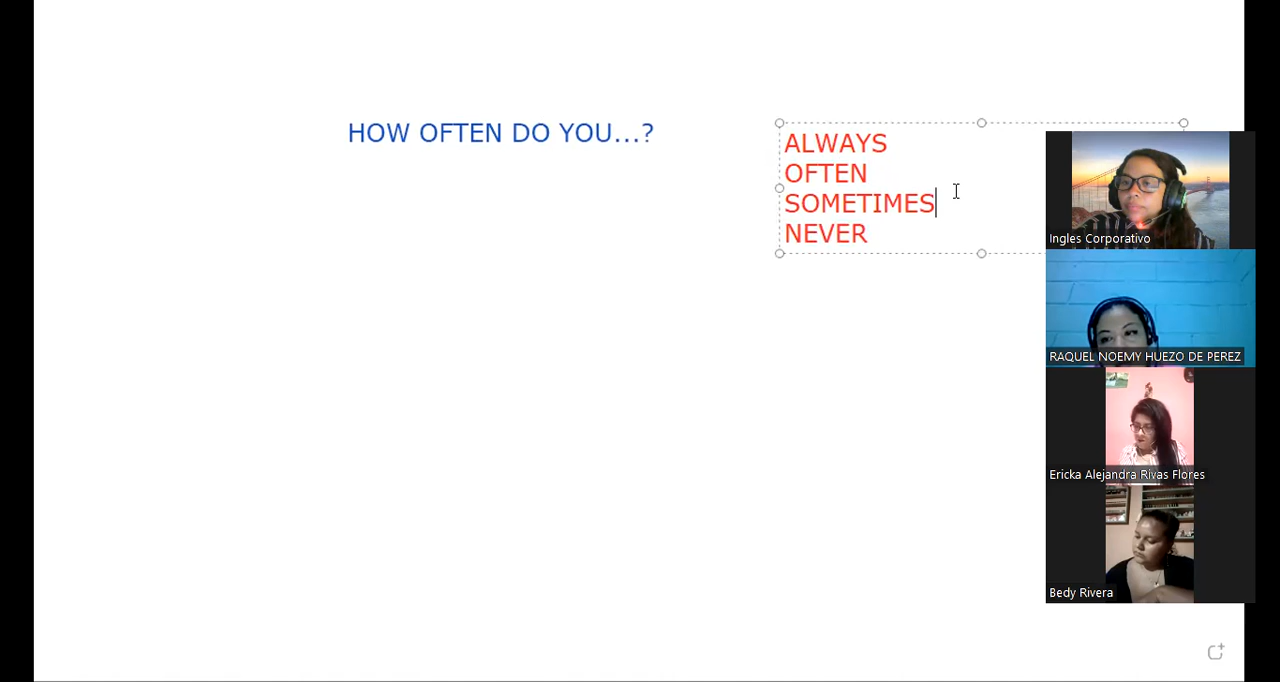 HOW OFTEN DO YOU...?
ALWAYS
OFTEN
SOMETIMES
NEVER
Ingles Corporativo
RAQUEL NOEMY HUEZO DE PEREZ
Ericka Alejandra Rivas Flores
Bedy Rivera